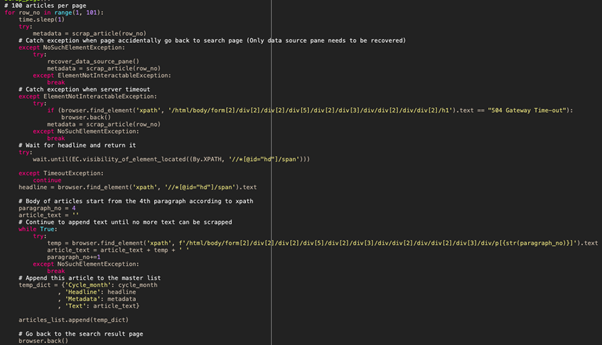 # 100 articles per page
for row_no in range(1, 101):
    time.sleep(1)
    try:
        metadata = scrap_article(row_no)
    # Catch exception when page accidentally go back to search page (Only data source pane needs to be recovered)
    except NoSuchElementException:
        try:
            recover_data_source_pane()
            metadata = scrap_article(row_no)
        except ElementNotInteractableException:
            break
    # Catch exception when server timeout
    except ElementNotInteractableException:
        try:
            if (browser.find_element('xpath', '/html/body/form[2]/div[2]/div[2]/div[5]/div[2]/div[3]/div/div[2]/div/div[2]/h1').text == "504 Gateway Time-out"):
                browser.back()
            metadata = scrap_article(row_no)
        except NoSuchElementException:
            break
    # Wait for headline and return it
    try:
        wait.until(EC.visibility_of_element_located((By.XPATH, '//*[@id="hd"]/span')))
    except TimeoutException:
        continue
    headline = browser.find_element('xpath', '//*[@id="hd"]/span').text
    # Body of articles start from the 4th paragraph according to xpath
    paragraph_no = 4
    article_text = ''
    # Continue to append text until no more text can be scrapped
    while True:
        try:
            temp = browser.find_element('xpath', f'/html/body/form[2]/div[2]/div[2]/div[5]/div[2]/div[3]/div/div[2]/div/div[2]/div[3]/div/p[{str(paragraph_no)}]').text
            article_text = article_text + temp + ' '
            paragraph_no+=1
        except NoSuchElementException:
            break
    # Append this article to the master list
    temp_dict = {'Cycle_month': cycle_month
                , 'Headline': headline
                , 'Metadata': metadata
                , 'Text': article_text}
    articles_list.append(temp_dict)
    # Go back to the search result page
    browser.back()